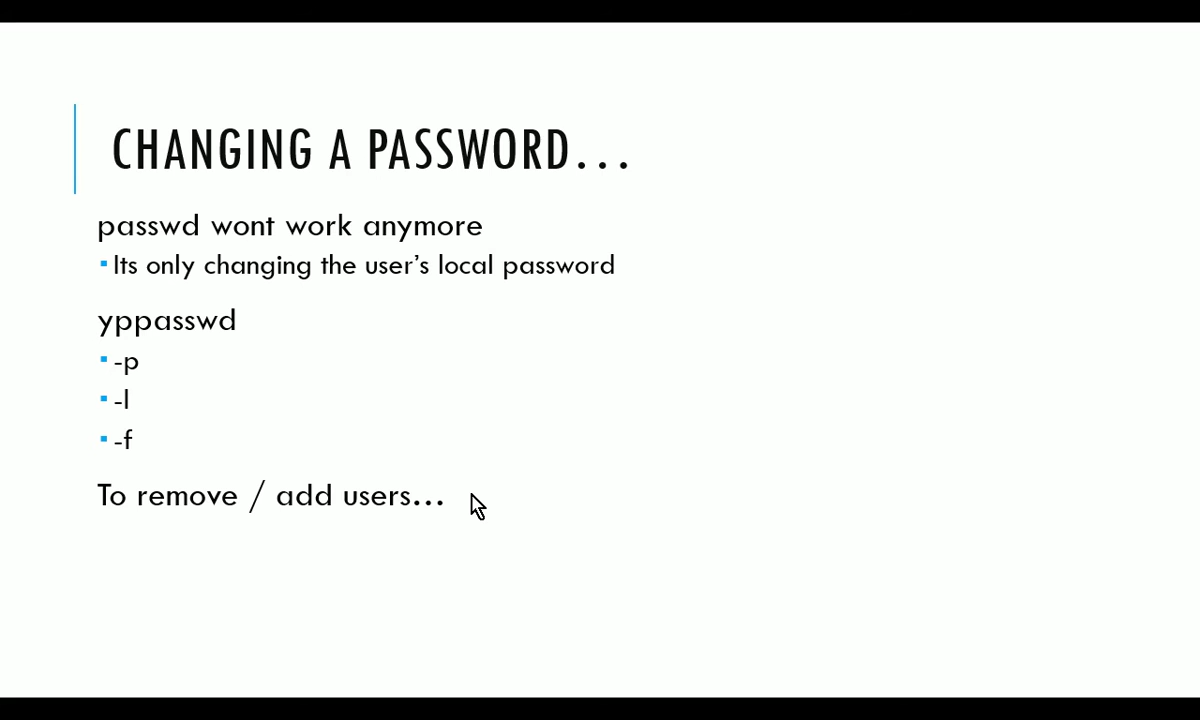 CHANGING A PASSWORD...
passwd wont work anymore
▪ Its only changing the user’s local password
yppasswd
▪ -p
▪ -l
▪ -f
To remove / add users...